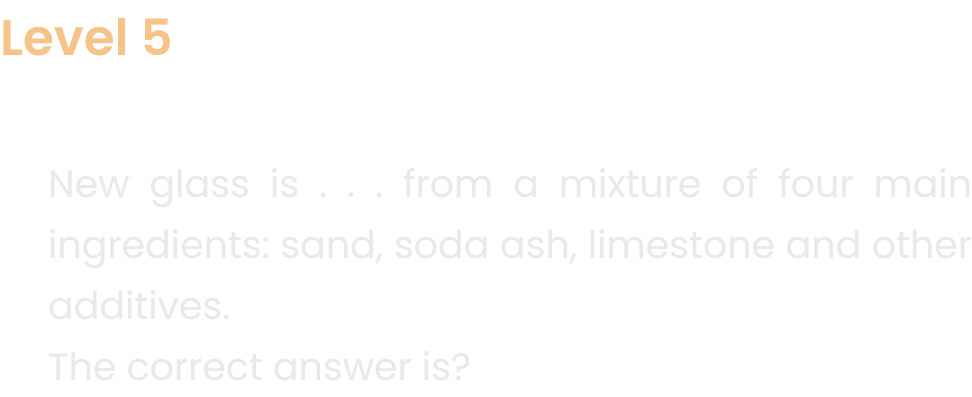 Level 5
New glass is . . . from a mixture of four main
ingredients: sand, soda ash, limestone and other
additives.
The correct answer is?